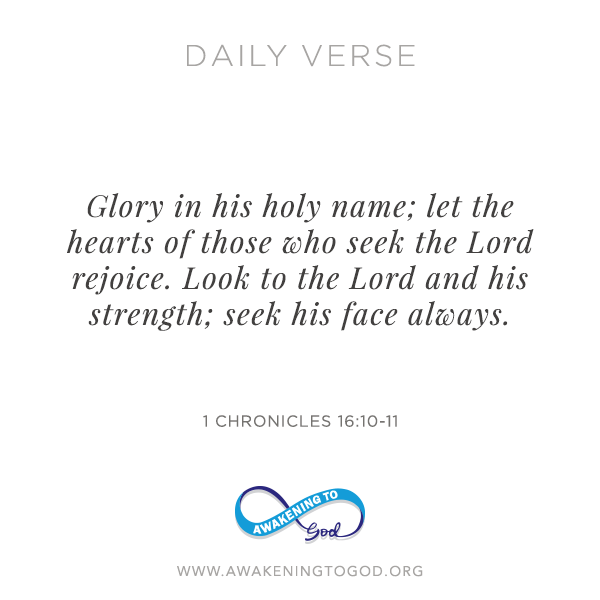 DAILY VERSE
Glory in his holy name; let the
hearts of those who seek the Lord
rejoice. Look to the Lord and his
strength; seek his face always.
1 CHRONICLES 16:10-11
AWAKENING TO
God
WWW.AWAKENINGTOGOD.ORG